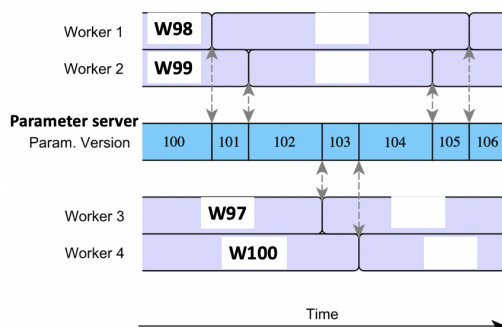 Worker 1 W98
Worker 2 W99
Parameter server
Param. Version 100 101 102 103 104 105 106
Worker 3 W97
Worker 4 W100
Time